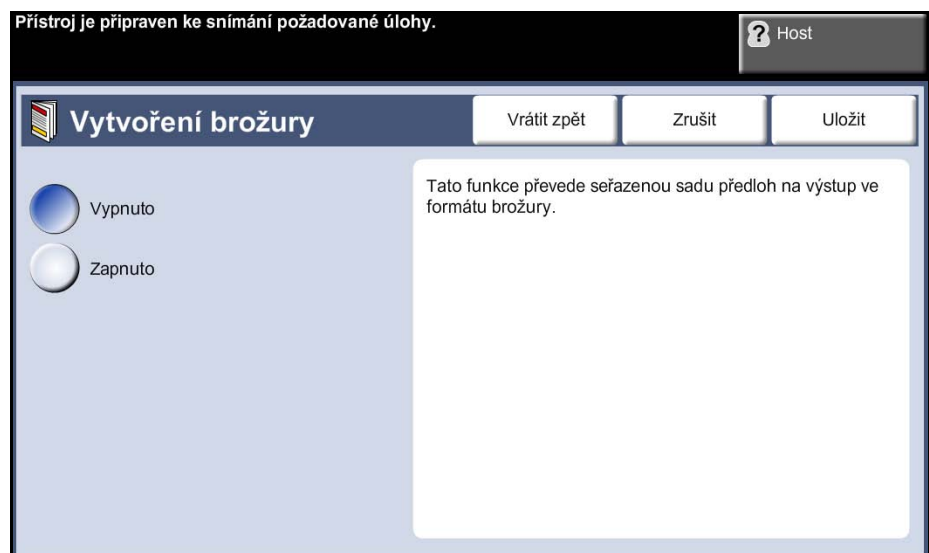 Přístroj je připraven ke snímání požadované úlohy.
? Host
Vytvoření brožury
Vrátit zpět
Zrušit
Uložit
Vypnuto
Zapnuto
Tato funkce převede seřazenou sadu předloh na výstup ve
formátu brožury.